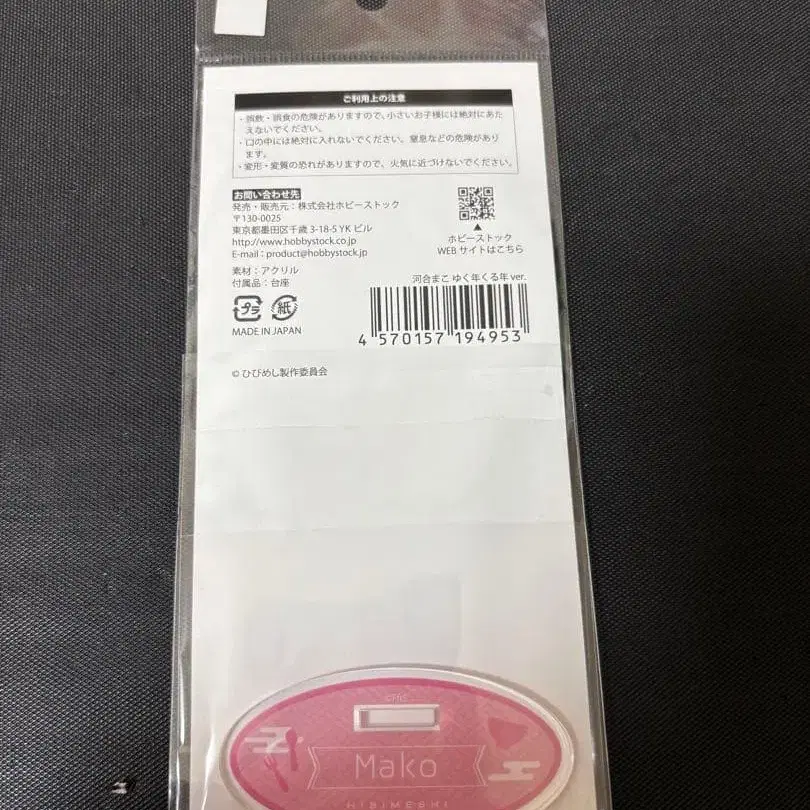 ご利用上の注意
・誤飲・誤食の危険がありますので、小さいお子様には絶対にあた
えないでください。
・口の中には絶対に入れないでください。窒息などの危険があり
ます。
・変形・変質の恐れがありますので、火気に近づけないでください。
お問い合わせ先
発売・販売元：株式会社ホビーストック
〒130-0025
東京都墨田区千歳 3-18-5 YK ビル
http://www.hobbystock.co.jp
E-mail : product@hobbystock.jp
▲
ホビーストック
WEB サイトはこちら
素材：アクリル
付属品：台座
プラ
紙
MADE IN JAPAN
河合まこ ゆく年くる年 ver.
4 570157 194953
© ひびめし製作委員会
Mako
HIBIMESHI